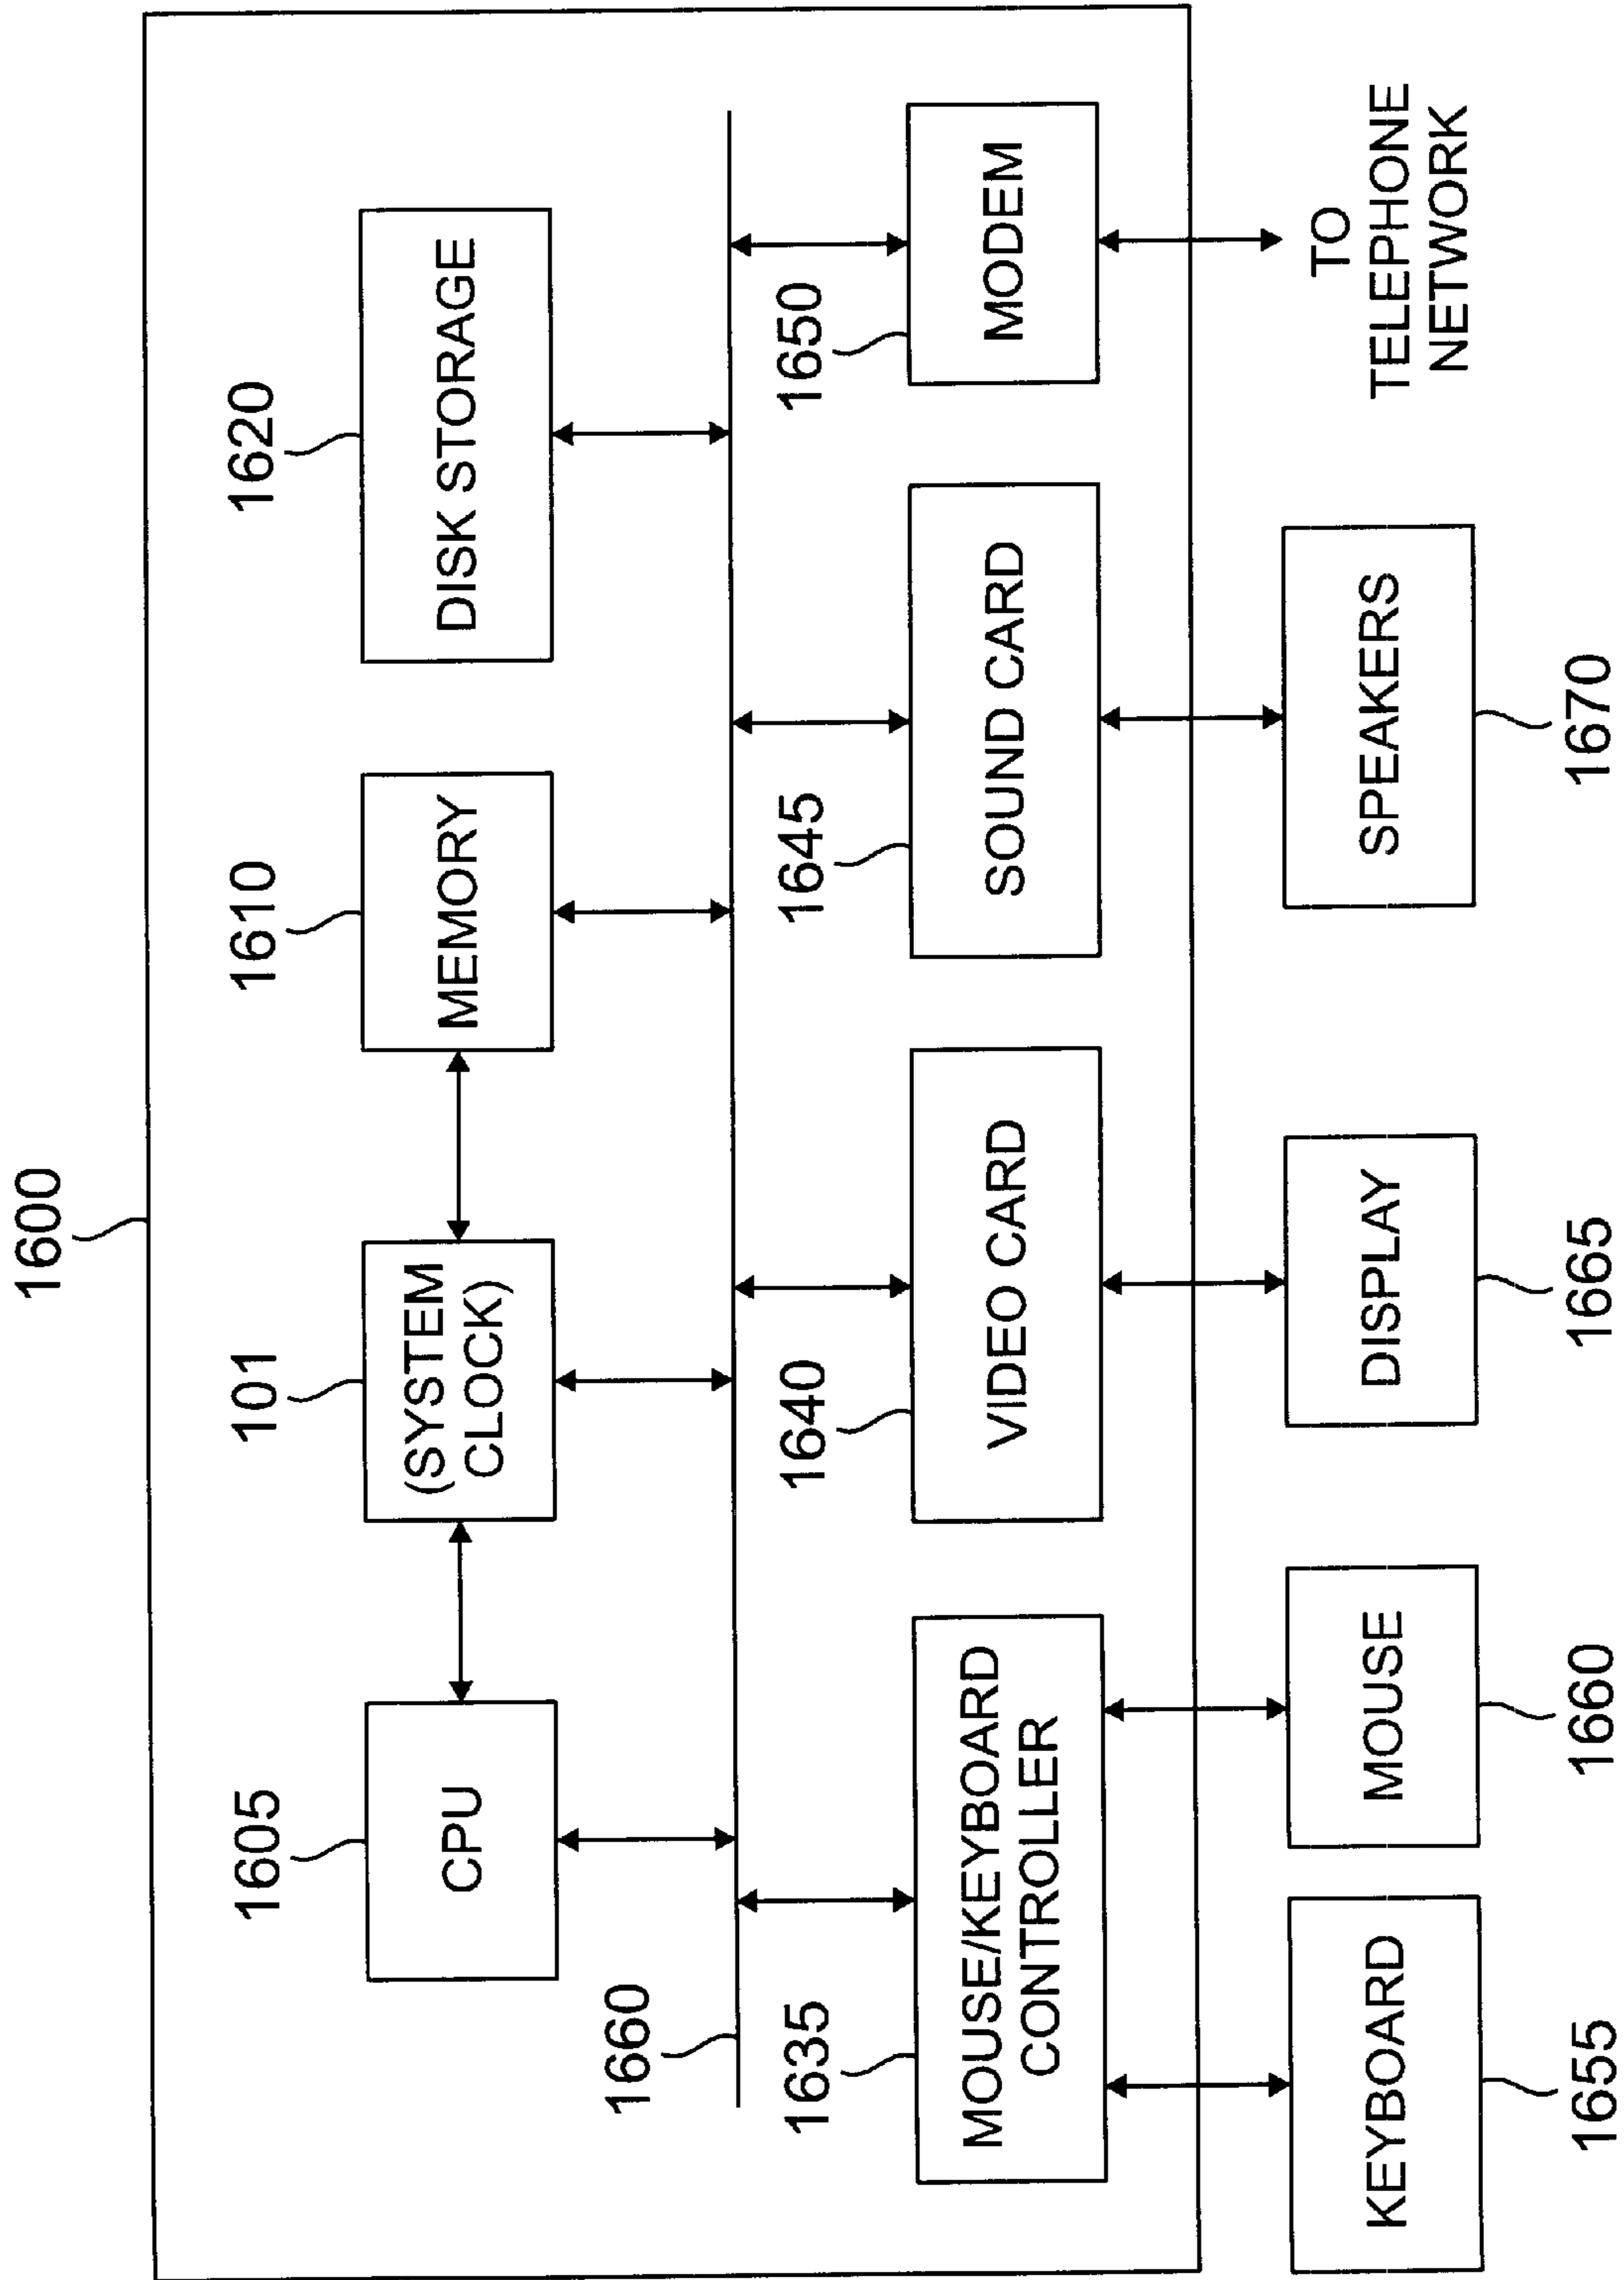 1600
1605
101
1610
1620
CPU
(SYSTEM
CLOCK)
MEMORY
DISK STORAGE
1660
1635
1640
1645
1650
MOUSE/KEYBOARD
CONTROLLER
VIDEO CARD
SOUND CARD
MODEM
KEYBOARD
MOUSE
DISPLAY
SPEAKERS
TO
TELEPHONE
NETWORK
1655
1660
1665
1670